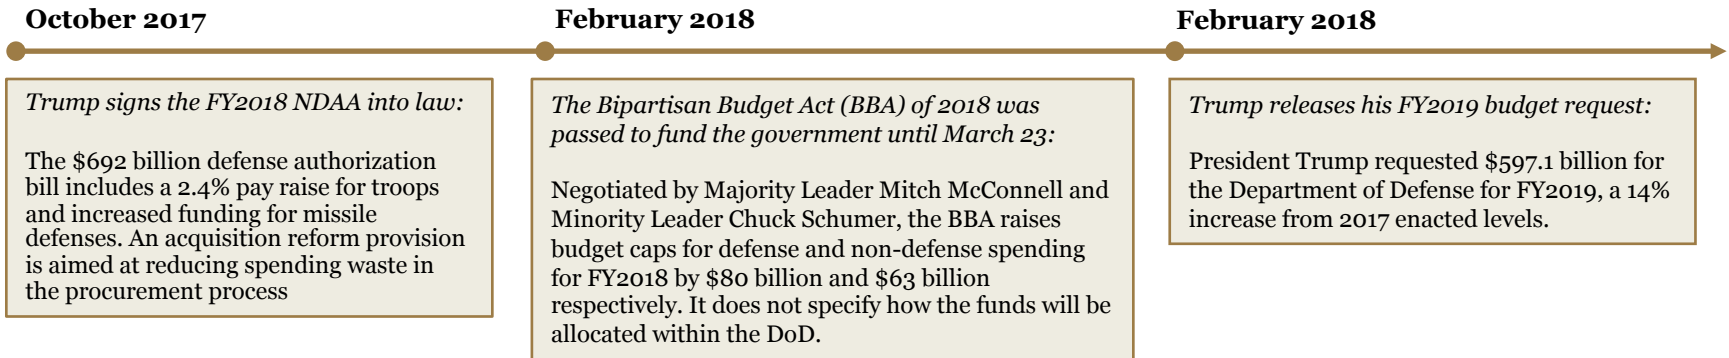 October 2017
February 2018
February 2018
Trump signs the FY2018 NDAA into law:
The $692 billion defense authorization
bill includes a 2.4% pay raise for troops
and increased funding for missile
defenses. An acquisition reform provision
is aimed at reducing spending waste in
the procurement process
The Bipartisan Budget Act (BBA) of 2018 was
passed to fund the government until March 23:
Negotiated by Majority Leader Mitch McConnell and
Minority Leader Chuck Schumer, the BBA raises
budget caps for defense and non-defense spending
for FY2018 by $80 billion and $63 billion
respectively. It does not specify how the funds will be
allocated within the DoD.
Trump releases his FY2019 budget request:
President Trump requested $597.1 billion for
the Department of Defense for FY2019, a 14%
increase from 2017 enacted levels.